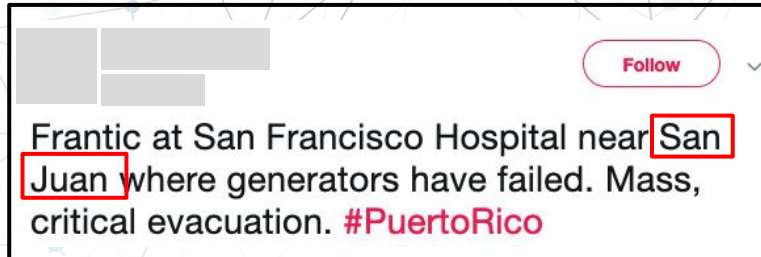 Follow
Frantic at San Francisco Hospital near San
Juan where generators have failed. Mass,
critical evacuation. #PuertoRico